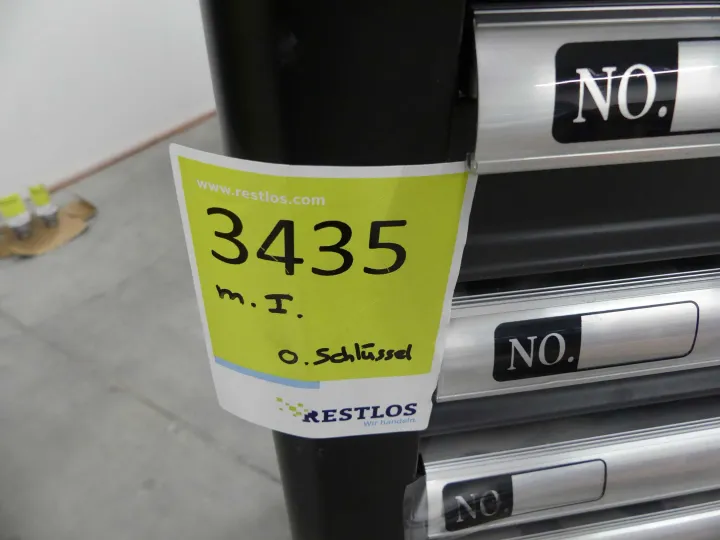 www.restlos.com
3435
m. I.
o. Schlüssel
RESTLOS
Wir handeln.
NO.
NO.
NO.